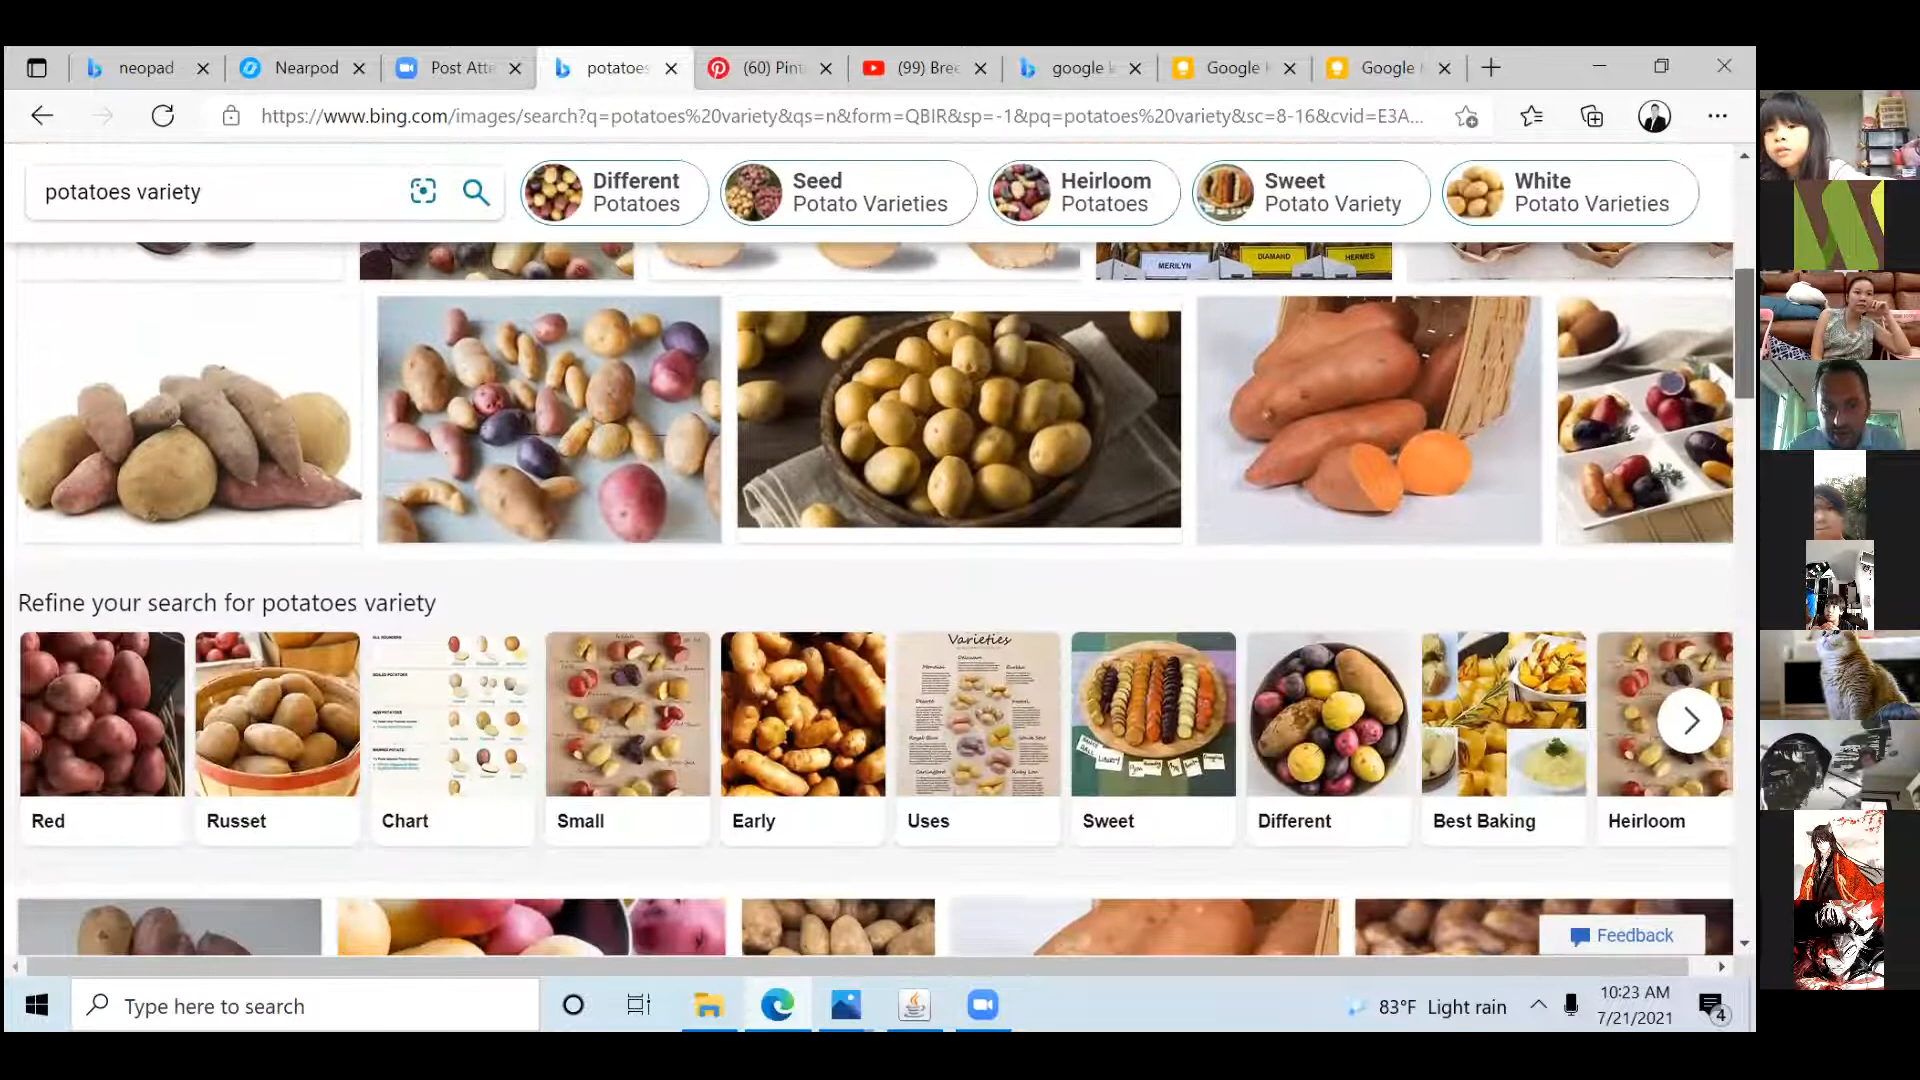 neopad
Nearpod
Post Atte
potatoes
(60) Pint
(99) Bre
google
Google
Google
https://www.bing.com/images/search?q=potatoes%20variety&qs=n&form=QBIR&sp=-1&pq=potatoes%20variety&sc=8-16&cvid=E3A...
potatoes variety
Different
Potatoes
Seed
Potato Varieties
Heirloom
Potatoes
Sweet
Potato Variety
White
Potato Varieties
MERILYN
DIAMAND
HERMES
Refine your search for potatoes variety
Varieties
Red
Russet
Chart
Small
Early
Uses
Sweet
Different
Best Baking
Heirloom
Feedback
Type here to search
83°F Light rain
10:23 AM
7/21/2021
4